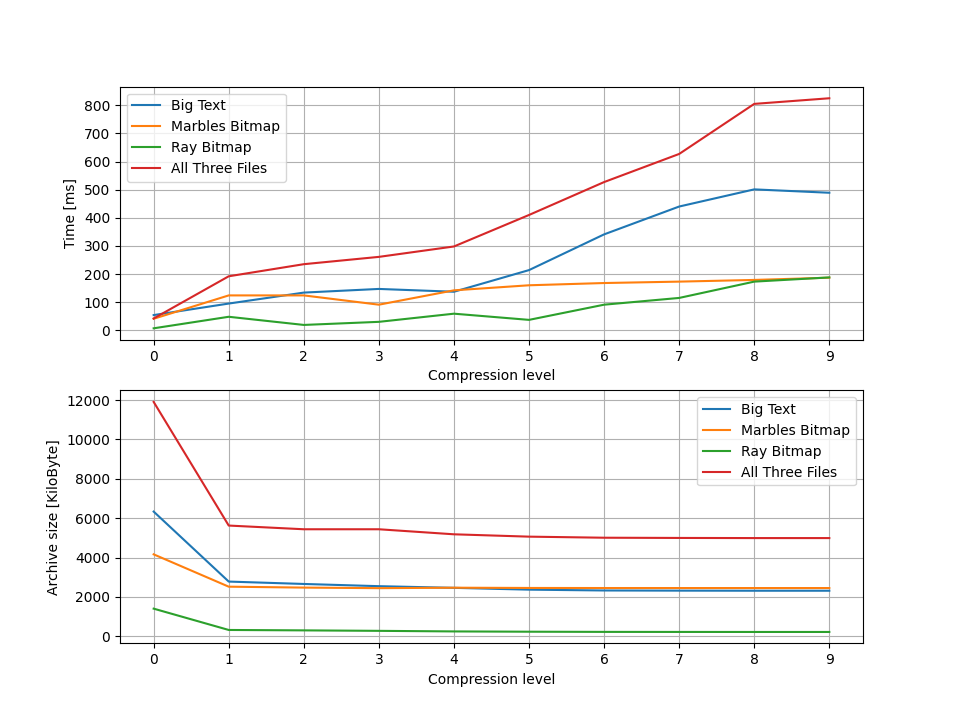 800
700
600
500
400
300
200
100
0
Time [ms]
Big Text
Marbles Bitmap
Ray Bitmap
All Three Files
0 1 2 3 4 5 6 7 8 9
Compression level
12000
10000
8000
6000
4000
2000
0
Archive size [KiloByte]
Big Text
Marbles Bitmap
Ray Bitmap
All Three Files
0 1 2 3 4 5 6 7 8 9
Compression level